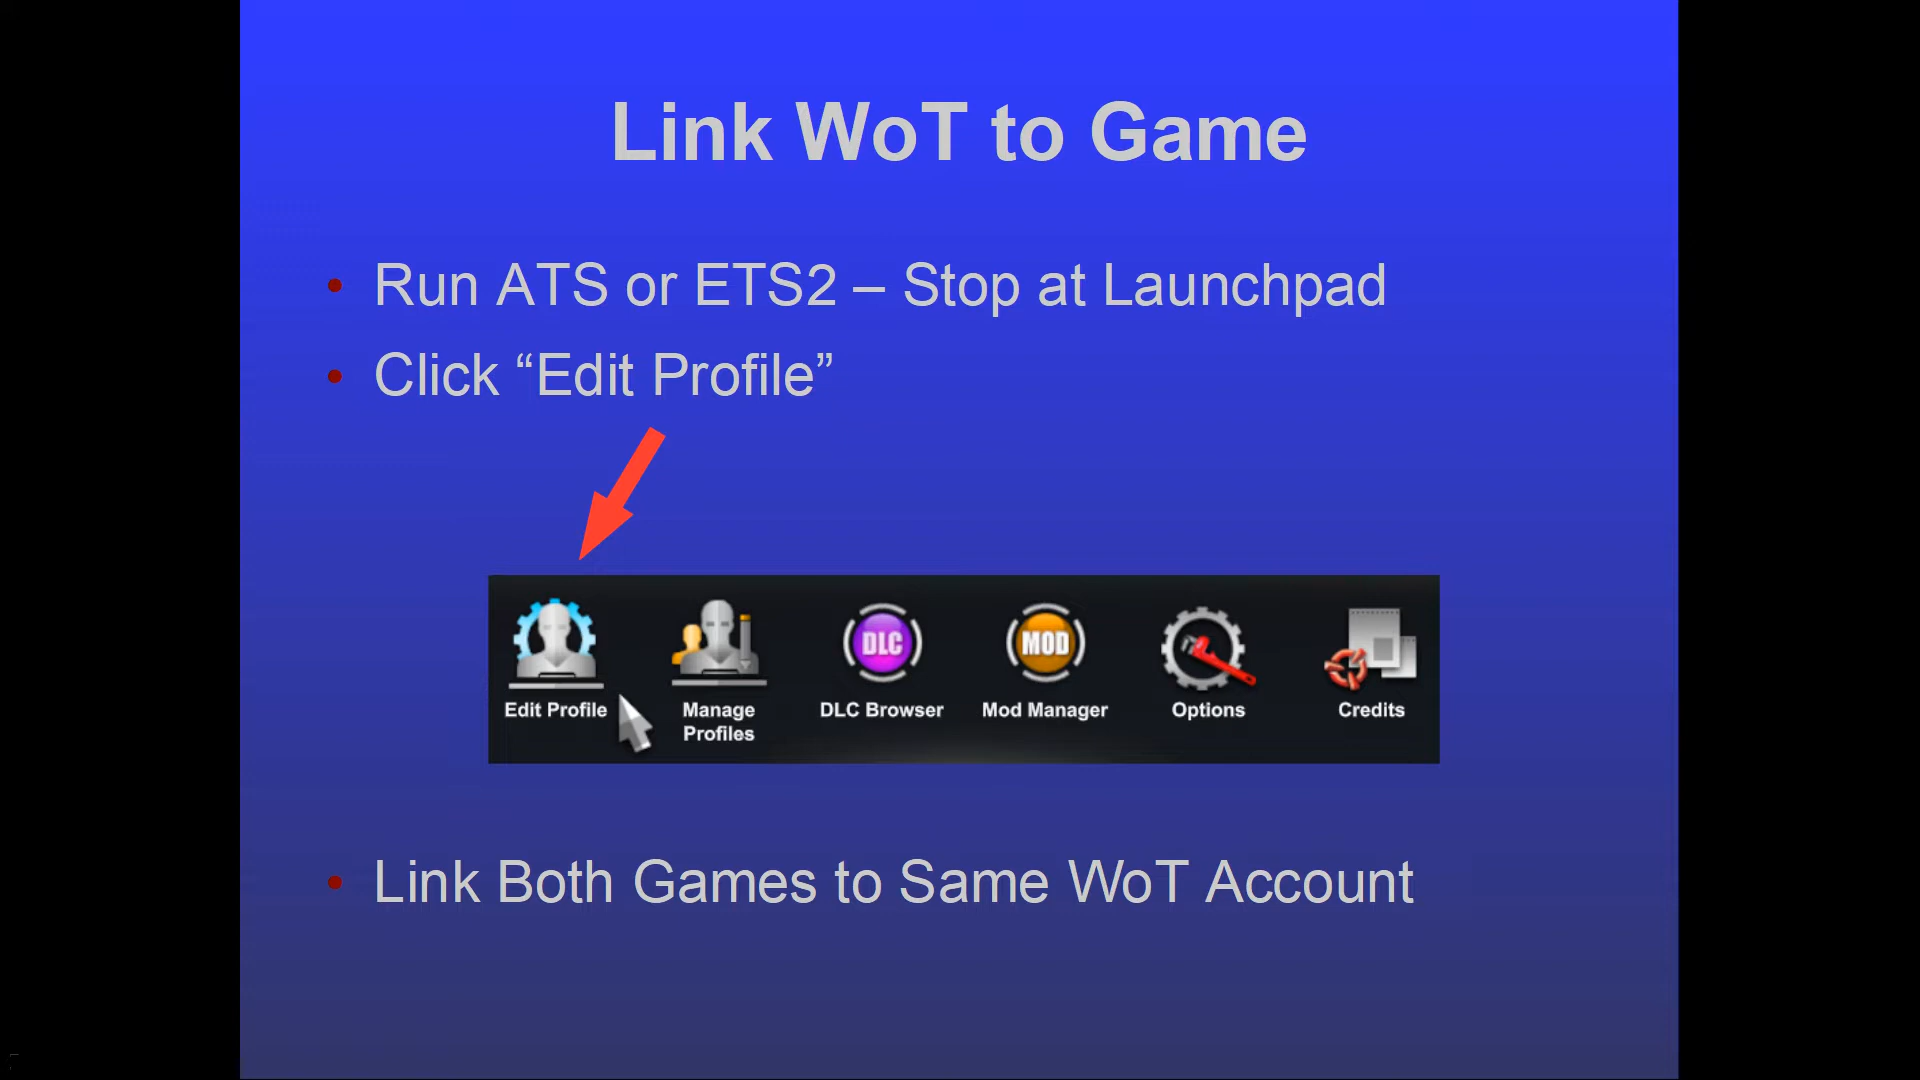 Link WoT to Game
• Run ATS or ETS2 – Stop at Launchpad
• Click “Edit Profile”
DLC
MOD
Edit Profile
Manage
Profiles
DLC Browser
Mod Manager
Options
Credits
• Link Both Games to Same WoT Account